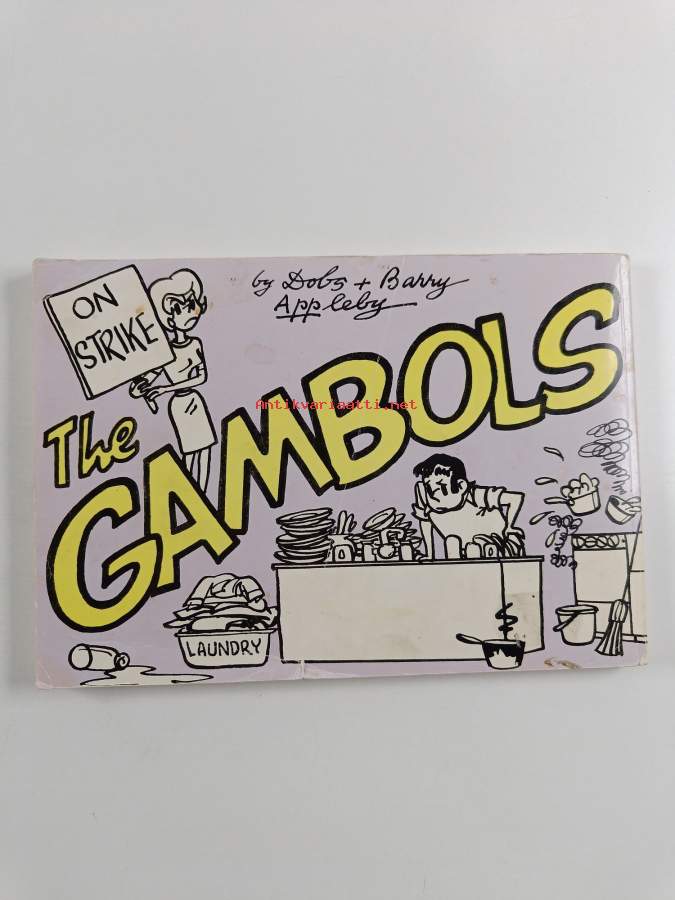 by Dobs + Barry
Appleby
ON
STRIKE
The
GAMBOLS
Antikvariaatti.net
LAUNDRY